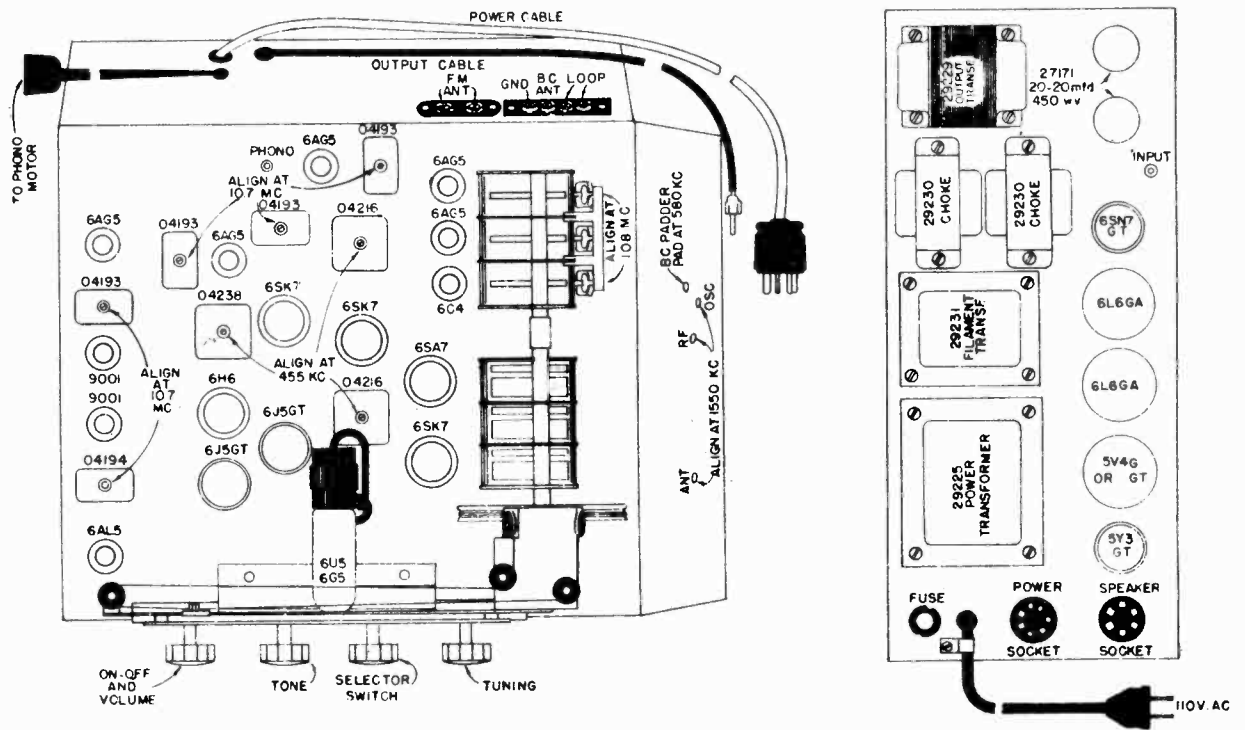 POWER CABLE
OUTPUT CABLE
FM
ANT
GND
BC
ANT
LOOP
TO PHONO
MOTOR
PHONO
6AG5
04193
ALIGN AT
10.7 MC
04193
04193
6AG5
6AG5
04216
6AG5
6AG5
6C4
ALIGN AT
108 MC
BC PADDER
PAD AT 580 KC
OSC
RF
ALIGN AT 1550 KC
ANT
04193
04238
6SK7
6SK7
6SA7
ALIGN AT
455 KC
04216
9001
9001
ALIGN
AT
10.7
MC
6H6
6J5GT
6J5GT
6SK7
04194
6AL5
6U5
6G5
ON-OFF
AND
VOLUME
TONE
SELECTOR
SWITCH
TUNING
29229
OUTPUT
TRANSF.
27171
20-20mfd
450 wv
INPUT
29230
CHOKE
29230
CHOKE
6SN7
GT
29231
FILAMENT
TRANSF.
6L6GA
6L6GA
29225
POWER
TRANSFORMER
5V4G
OR GT
5Y3
GT
FUSE
POWER
SOCKET
SPEAKER
SOCKET
110V. AC